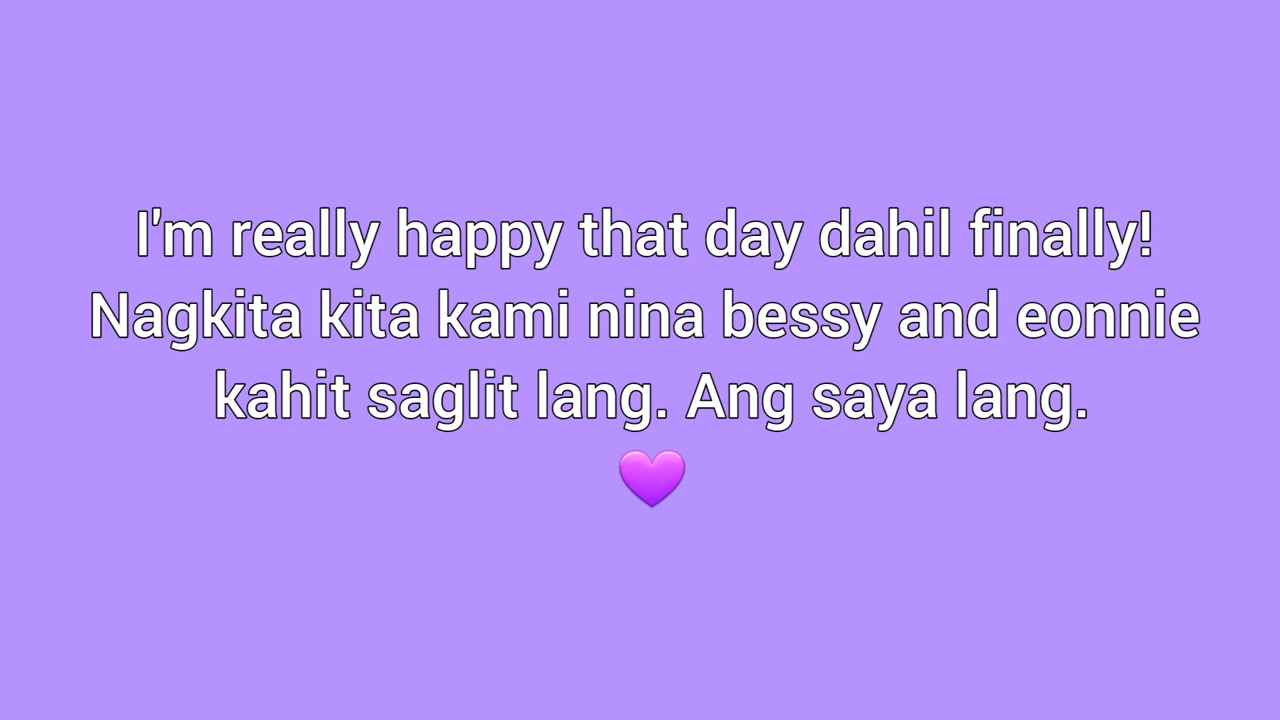 I'm really happy that day dahil finally!
Nagkita kita kami nina bessy and eonnie
kahit saglit lang. Ang saya lang.
💜